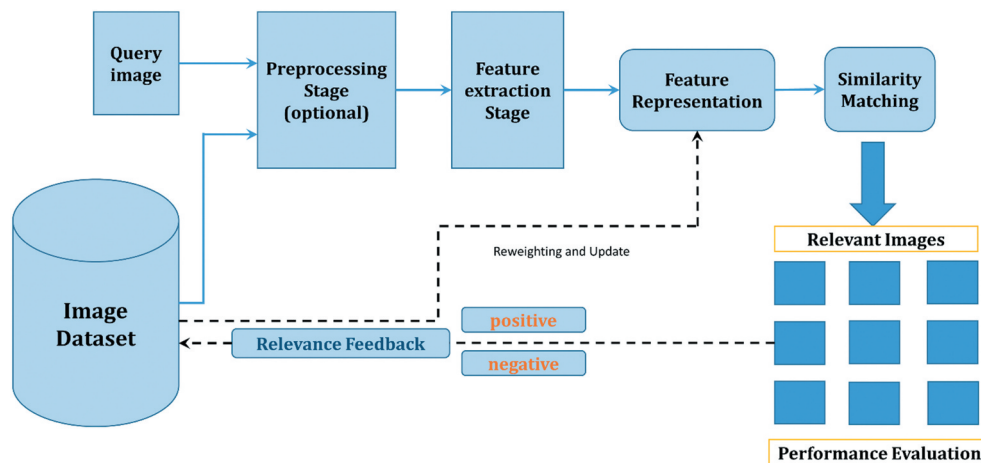 Query
image
Preprocessing
Stage
(optional)
Feature
extraction
Stage
Feature
Representation
Similarity
Matching
Image
Dataset
Reweighting and Update
Relevant Images
positive
Relevance Feedback
negative
Performance Evaluation